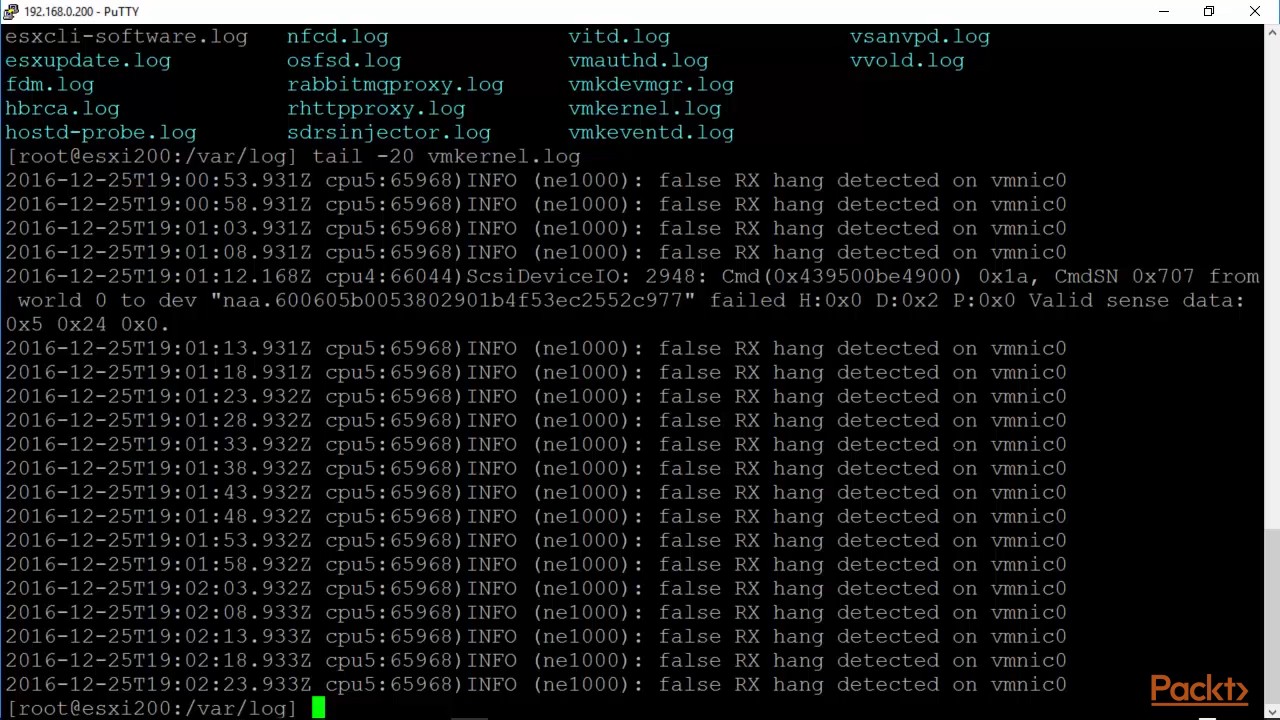 192.168.0.200 - PuTTY
esxcli-software.log nfcd.log vitd.log vsanvpd.log
esxupdate.log osfsd.log vmauthd.log vvold.log
fdm.log rabbitmqproxy.log vmkdevmgr.log
hbrca.log rhttpproxy.log vmkernel.log
hostd-probe.log sdrsinjector.log vmkeventd.log
[root@esxi200:/var/log] tail -20 vmkernel.log
2016-12-25T19:00:53.931Z cpu5:65968)INFO (ne1000): false RX hang detected on vmnic0
2016-12-25T19:00:58.931Z cpu5:65968)INFO (ne1000): false RX hang detected on vmnic0
2016-12-25T19:01:03.931Z cpu5:65968)INFO (ne1000): false RX hang detected on vmnic0
2016-12-25T19:01:08.931Z cpu5:65968)INFO (ne1000): false RX hang detected on vmnic0
2016-12-25T19:01:12.168Z cpu4:66044)ScsiDeviceIO: 2948: Cmd(0x439500be4900) 0x1a, CmdSN 0x707 from
world 0 to dev "naa.600605b0053802901b4f53ec2552c977" failed H:0x0 D:0x2 P:0x0 Valid sense data:
0x5 0x24 0x0.
2016-12-25T19:01:13.931Z cpu5:65968)INFO (ne1000): false RX hang detected on vmnic0
2016-12-25T19:01:18.931Z cpu5:65968)INFO (ne1000): false RX hang detected on vmnic0
2016-12-25T19:01:23.932Z cpu5:65968)INFO (ne1000): false RX hang detected on vmnic0
2016-12-25T19:01:28.932Z cpu5:65968)INFO (ne1000): false RX hang detected on vmnic0
2016-12-25T19:01:33.932Z cpu5:65968)INFO (ne1000): false RX hang detected on vmnic0
2016-12-25T19:01:38.932Z cpu5:65968)INFO (ne1000): false RX hang detected on vmnic0
2016-12-25T19:01:43.932Z cpu5:65968)INFO (ne1000): false RX hang detected on vmnic0
2016-12-25T19:01:48.932Z cpu5:65968)INFO (ne1000): false RX hang detected on vmnic0
2016-12-25T19:01:53.932Z cpu5:65968)INFO (ne1000): false RX hang detected on vmnic0
2016-12-25T19:01:58.932Z cpu5:65968)INFO (ne1000): false RX hang detected on vmnic0
2016-12-25T19:02:03.932Z cpu5:65968)INFO (ne1000): false RX hang detected on vmnic0
2016-12-25T19:02:08.933Z cpu5:65968)INFO (ne1000): false RX hang detected on vmnic0
2016-12-25T19:02:13.933Z cpu5:65968)INFO (ne1000): false RX hang detected on vmnic0
2016-12-25T19:02:18.933Z cpu5:65968)INFO (ne1000): false RX hang detected on vmnic0
2016-12-25T19:02:23.933Z cpu5:65968)INFO (ne1000): false RX hang detected on vmnic0
[root@esxi200:/var/log]
Packt>